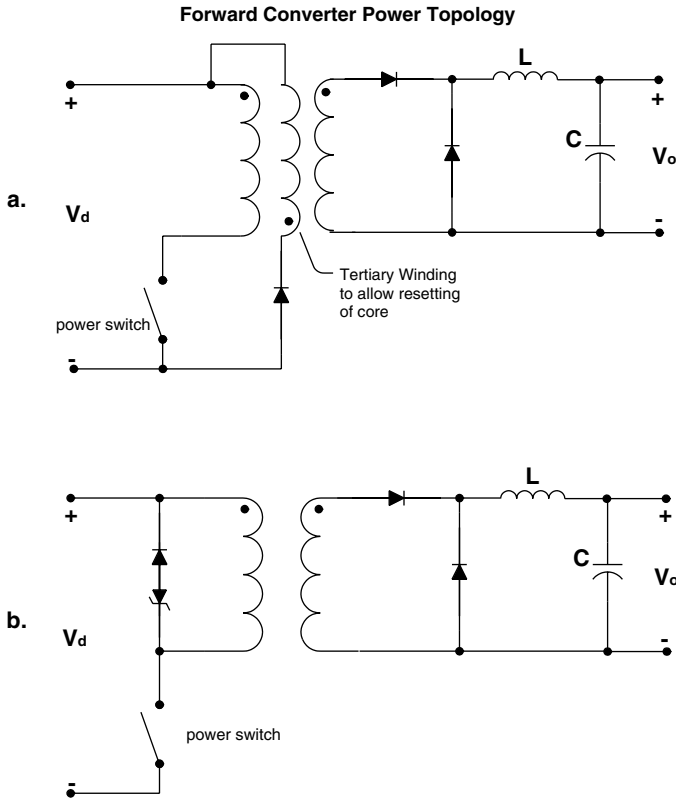 Forward Converter Power Topology
L
+
+
C
Vo
a.
Vd
-
Tertiary Winding
to allow resetting
of core
power switch
-
L
+
+
C
Vo
b.
Vd
-
power switch
-